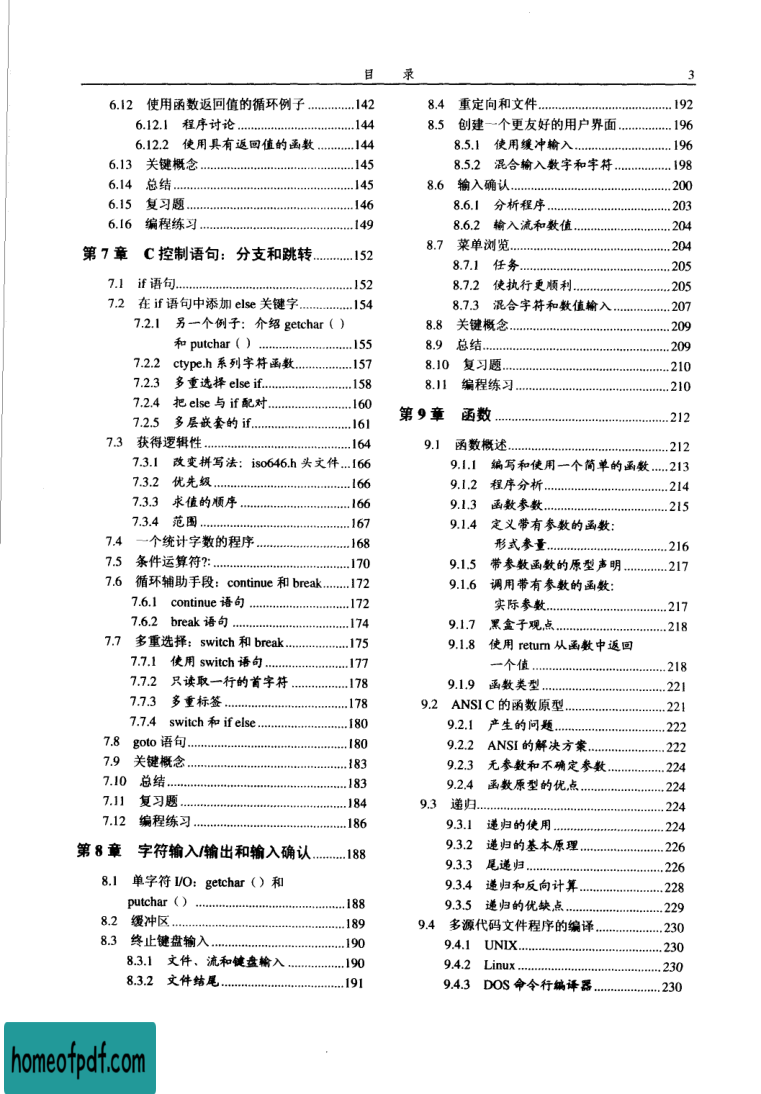 目 录 3
6.12 使用函数返回值的循环例子..............142
6.12.1 程序讨论..................................144
6.12.2 使用具有返回值的函数...........144
6.13 关键概念.............................................145
6.14 总结.....................................................145
6.15 复习题.................................................146
6.16 编程练习.............................................149
第 7 章 C 控制语句：分支和跳转............152
7.1 if 语句....................................................152
7.2 在 if 语句中添加 else 关键字................154
7.2.1 另一个例子：介绍 getchar（）
和 putchar（）...........................155
7.2.2 ctype.h 系列字符函数.................157
7.2.3 多重选择 else if..........................158
7.2.4 把 else 与 if 配对........................160
7.2.5 多层嵌套的 if.............................161
7.3 获得逻辑性...........................................164
7.3.1 改变拼写法：iso646.h 头文件...166
7.3.2 优先级........................................166
7.3.3 求值的顺序................................166
7.3.4 范围............................................167
7.4 一个统计字数的程序...........................168
7.5 条件运算符?:........................................170
7.6 循环辅助手段：continue 和 break........172
7.6.1 continue 语句.............................172
7.6.2 break 语句..................................174
7.7 多重选择：switch 和 break..................175
7.7.1 使用 switch 语句........................177
7.7.2 只读取一行的首字符................178
7.7.3 多重标签....................................178
7.7.4 switch 和 if else..........................180
7.8 goto 语句...............................................180
7.9 关键概念...............................................183
7.10 总结.....................................................183
7.11 复习题.................................................184
7.12 编程练习.............................................186
第 8 章 字符输入/输出和输入确认..........188
8.1 单字符 I/O：getchar（）和
putchar（）...........................................188
8.2 缓冲区...................................................189
8.3 终止键盘输入.......................................190
8.3.1 文件、流和键盘输入.................190
8.3.2 文件结尾....................................191
8.4 重定向和文件.......................................192
8.5 创建一个更友好的用户界面...............196
8.5.1 使用缓冲输入............................196
8.5.2 混合输入数字和字符.................198
8.6 输入确认...............................................200
8.6.1 分析程序....................................203
8.6.2 输入流和数值............................204
8.7 菜单浏览...............................................204
8.7.1 任务............................................205
8.7.2 使执行更顺利............................205
8.7.3 混合字符和数值输入................207
8.8 关键概念...............................................209
8.9 总结.......................................................209
8.10 复习题.................................................210
8.11 编程练习.............................................210
第 9 章 函数..................................................212
9.1 函数概述...............................................212
9.1.1 编写和使用一个简单的函数.....213
9.1.2 程序分析....................................214
9.1.3 函数参数....................................215
9.1.4 定义带有参数的函数：
形式参量...................................216
9.1.5 带参数函数的原型声明.............217
9.1.6 调用带有参数的函数：
实际参数...................................217
9.1.7 黑盒子观点................................218
9.1.8 使用 return 从函数中返回
一个值.......................................218
9.1.9 函数类型....................................221
9.2 ANSI C 的函数原型.............................221
9.2.1 产生的问题................................222
9.2.2 ANSI 的解决方案......................222
9.2.3 无参数和不确定参数................224
9.2.4 函数原型的优点........................224
9.3 递归.......................................................224
9.3.1 递归的使用................................224
9.3.2 递归的基本原理........................226
9.3.3 尾递归........................................226
9.3.4 递归和反向计算........................228
9.3.5 递归的优缺点............................229
9.4 多源代码文件程序的编译...................230
9.4.1 UNIX..........................................230
9.4.2 Linux..........................................230
9.4.3 DOS 命令行编译器....................230
homeofpdf.com